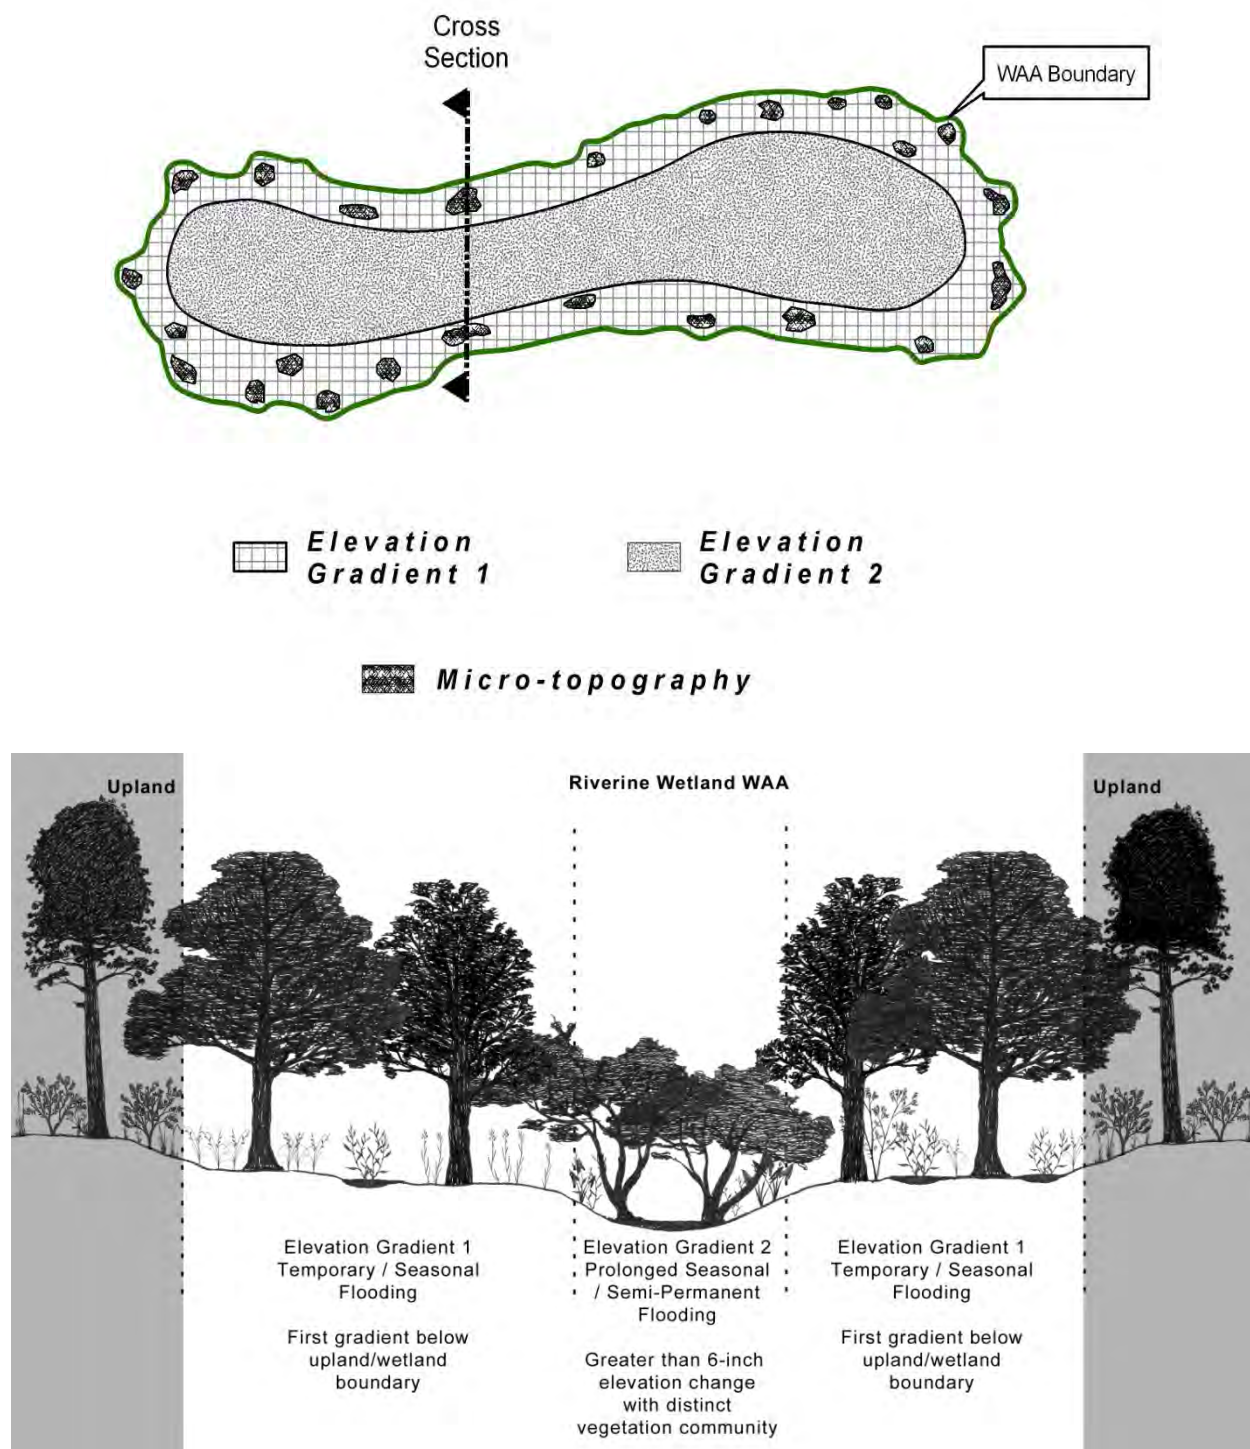 Cross
Section
WAA Boundary
Elevation
Gradient 1
Elevation
Gradient 2
Micro-topography
Upland
Riverine Wetland WAA
Upland
Elevation Gradient 1
Temporary / Seasonal
Flooding
First gradient below
upland/wetland
boundary
Elevation Gradient 2
Prolonged Seasonal
/ Semi-Permanent
Flooding
Greater than 6-inch
elevation change
with distinct
vegetation community
Elevation Gradient 1
Temporary / Seasonal
Flooding
First gradient below
upland/wetland
boundary